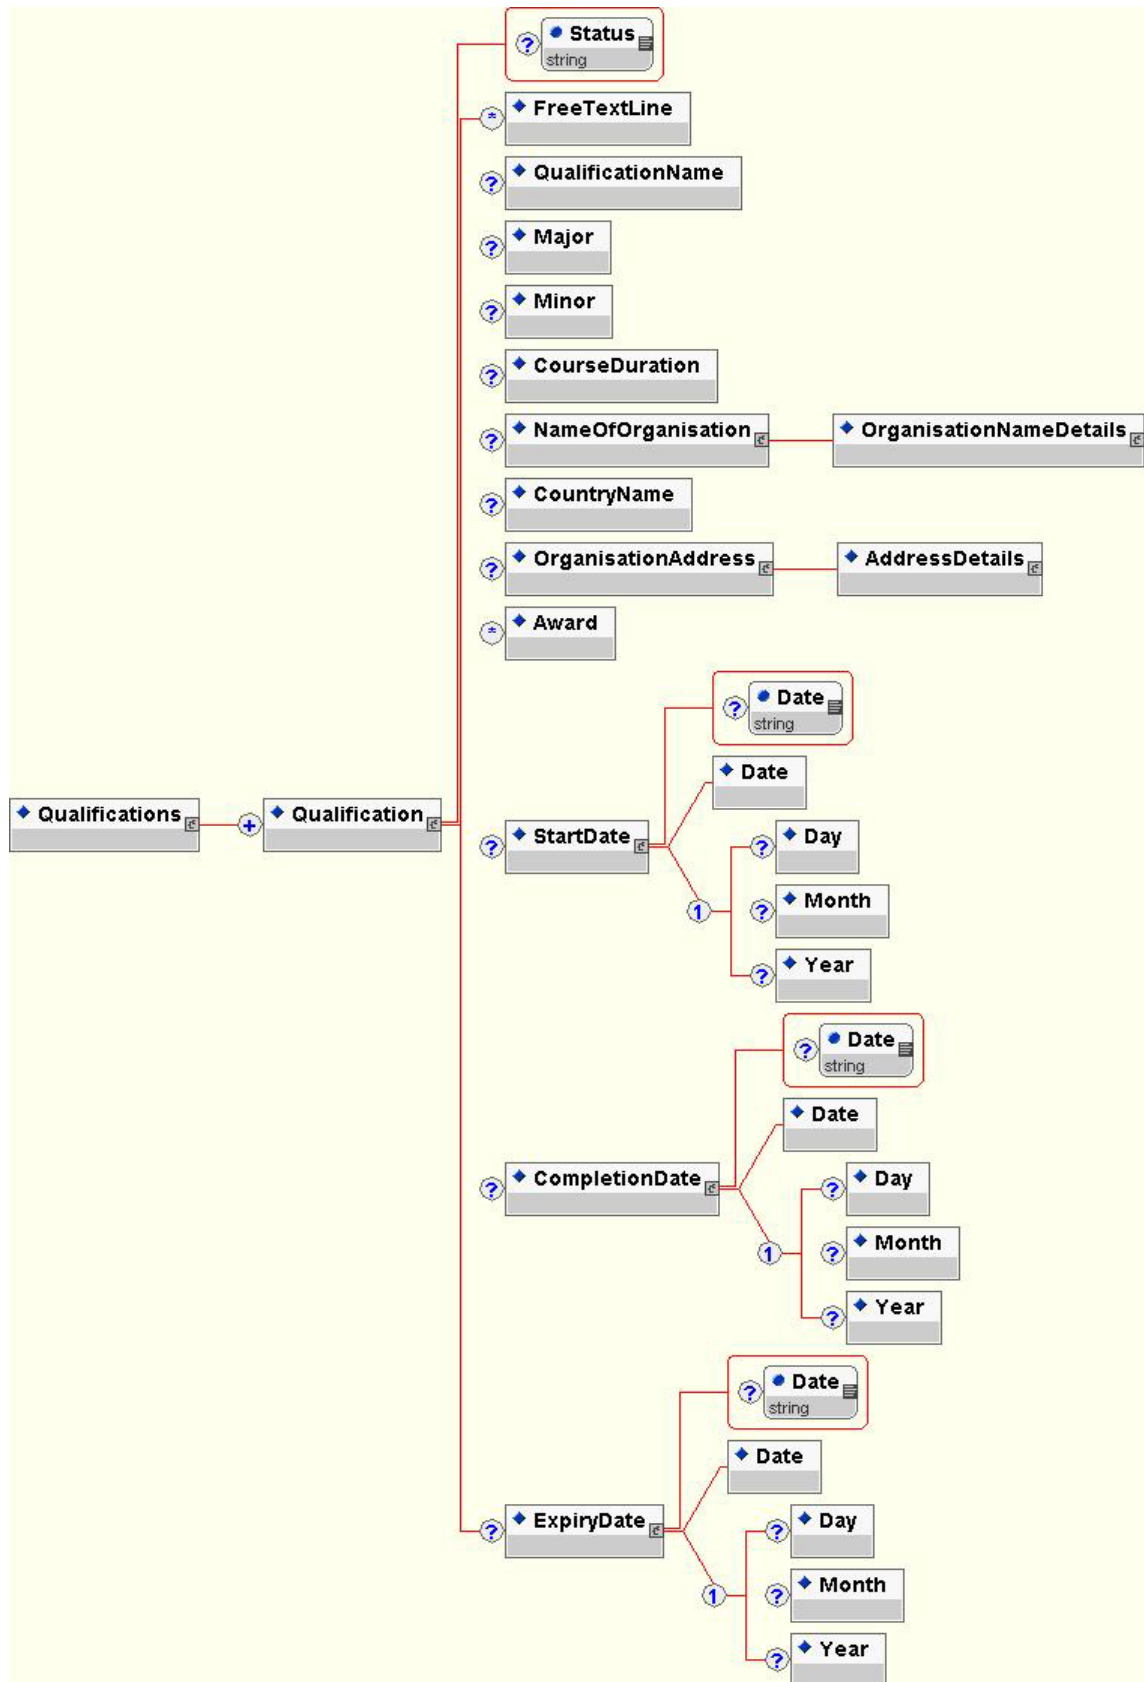 ? Status
string
* FreeTextLine
? QualificationName
? Major
? Minor
? CourseDuration
? NameOfOrganisation OrganisationNameDetails
? CountryName
? OrganisationAddress AddressDetails
* Award
? Date
string
Date
Qualifications + Qualification
? StartDate
? Day
1 ? Month
? Year
? Date
string
Date
? CompletionDate
? Day
1 ? Month
? Year
? Date
string
Date
? ExpiryDate
? Day
1 ? Month
? Year